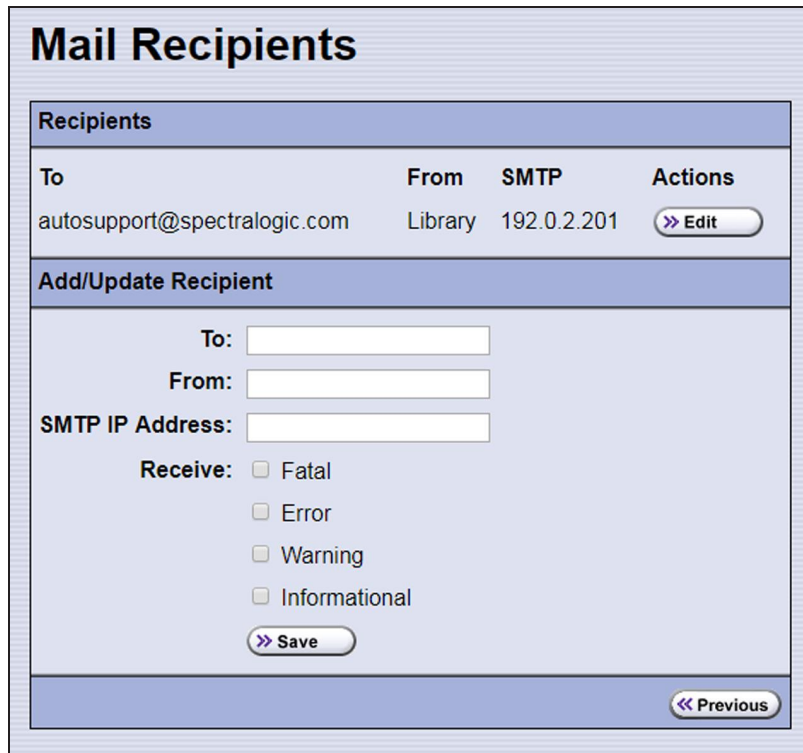 Mail Recipients
Recipients
To From SMTP Actions
autosupport@spectralogic.com Library 192.0.2.201 Edit
Add/Update Recipient
To:
From:
SMTP IP Address:
Receive: Fatal
Error
Warning
Informational
Save
Previous